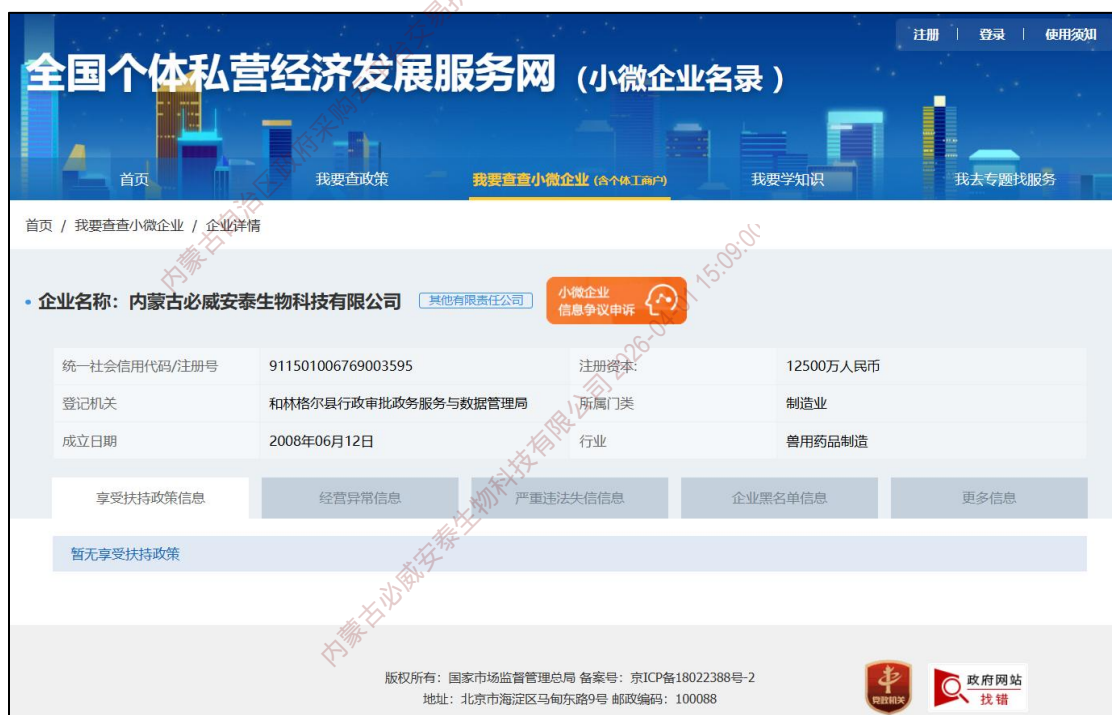 注册 | 登录 | 使用须知
全国个体私营经济发展服务网（小微企业名录）
首页 我要查政策 我要查查小微企业 (含个体工商户) 我要学知识 我去专题找服务
首页 / 我要查查小微企业 / 企业详情
• 企业名称：内蒙古必威安泰生物科技有限公司 其他有限责任公司
小微企业
信息争议申诉
统一社会信用代码/注册号 911501006769003595 注册资本: 12500万人民币
登记机关 和林格尔县行政审批政务服务与数据管理局 所属门类 制造业
成立日期 2008年06月12日 行业 兽用药品制造
享受扶持政策信息 经营异常信息 严重违法失信信息 企业黑名单信息 更多信息
暂无享受扶持政策
版权所有：国家市场监督管理总局 备案号：京ICP备18022388号-2
地址：北京市海淀区马甸东路9号 邮政编码：100088
党政机关
政府网站
找错
内蒙古必威安泰生物科技有限公司 2026-04-01 15:09:00